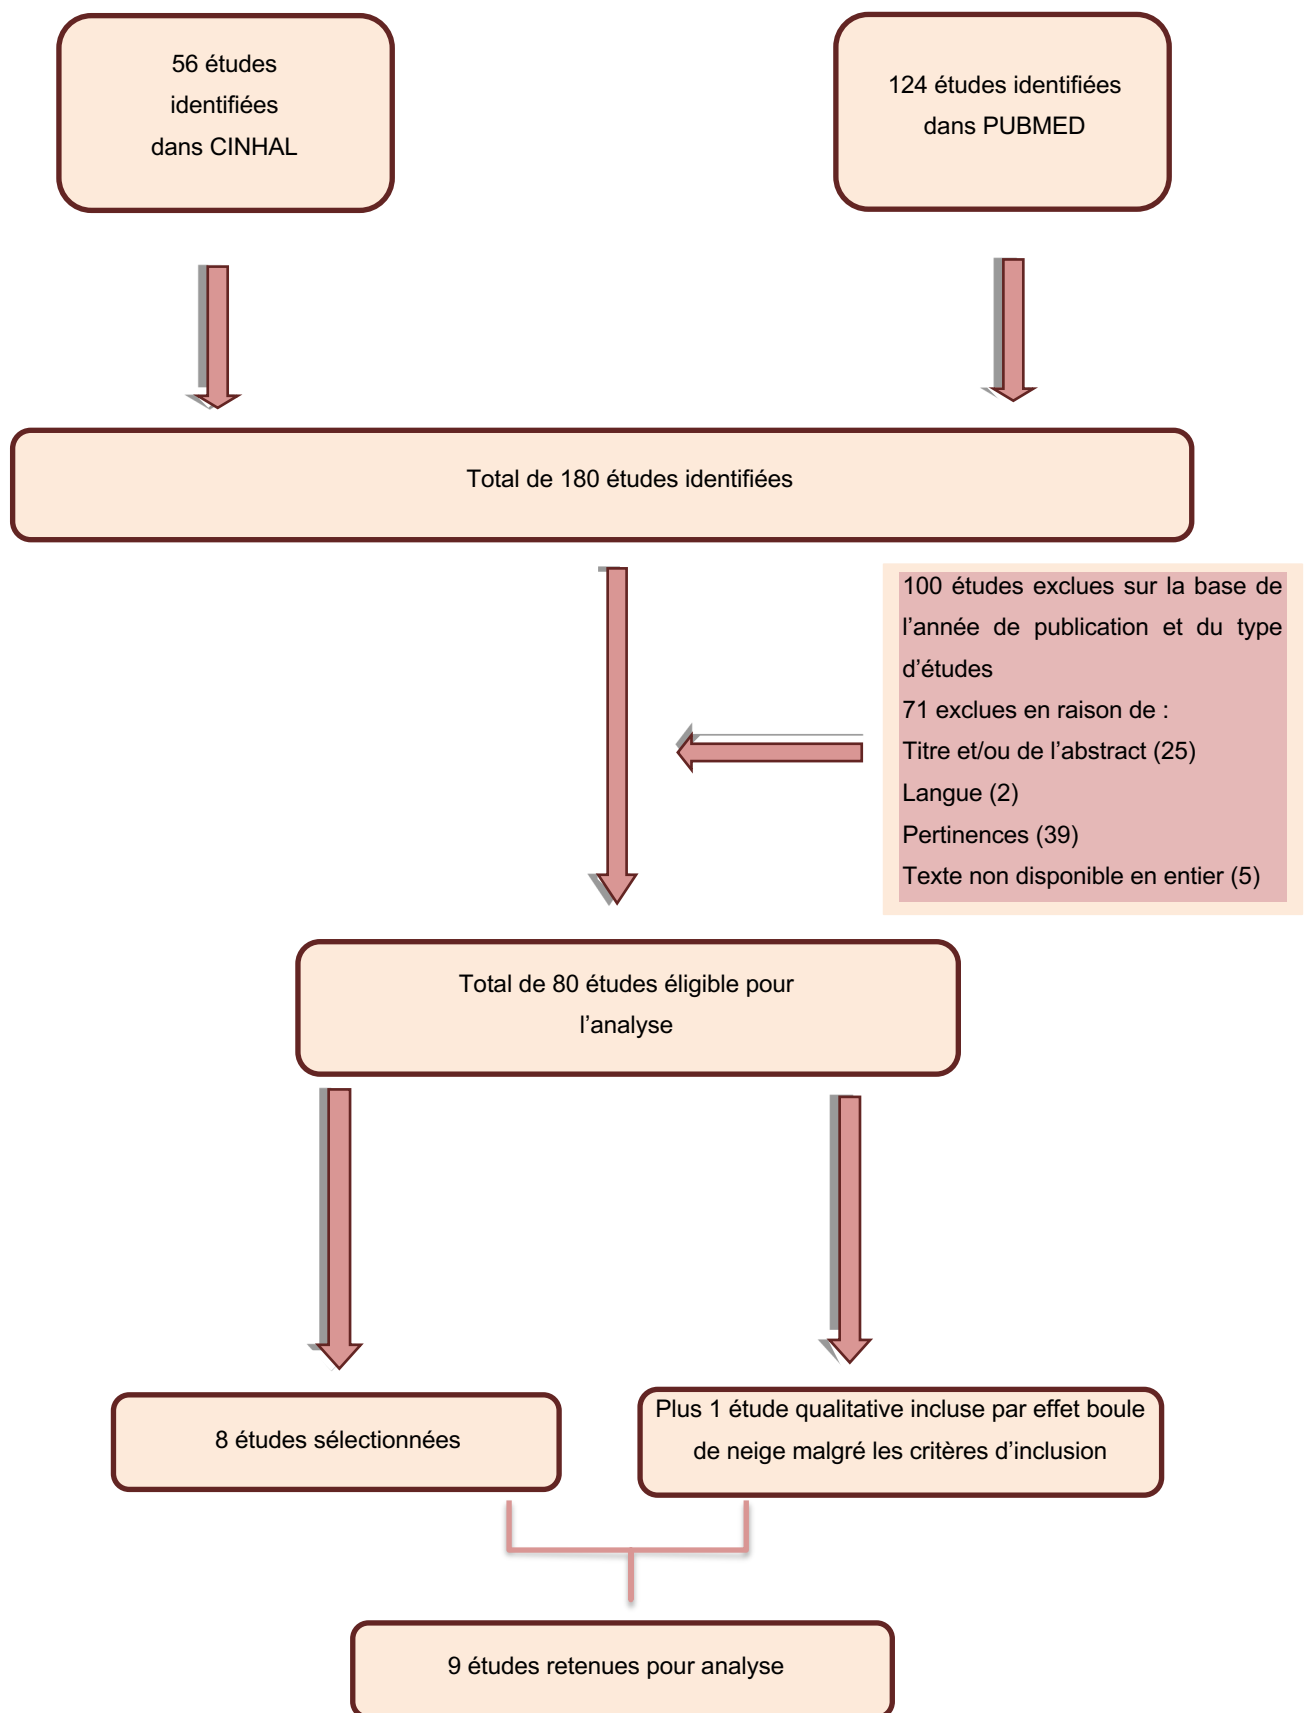 56 études
identifiées
dans CINHAL
124 études identifiées
dans PUBMED
Total de 180 études identifiées
100 études exclues sur la base de
l’année de publication et du type
d’études
71 exclues en raison de :
Titre et/ou de l’abstract (25)
Langue (2)
Pertinences (39)
Texte non disponible en entier (5)
Total de 80 études éligible pour
l’analyse
8 études sélectionnées
Plus 1 étude qualitative incluse par effet boule
de neige malgré les critères d’inclusion
9 études retenues pour analyse